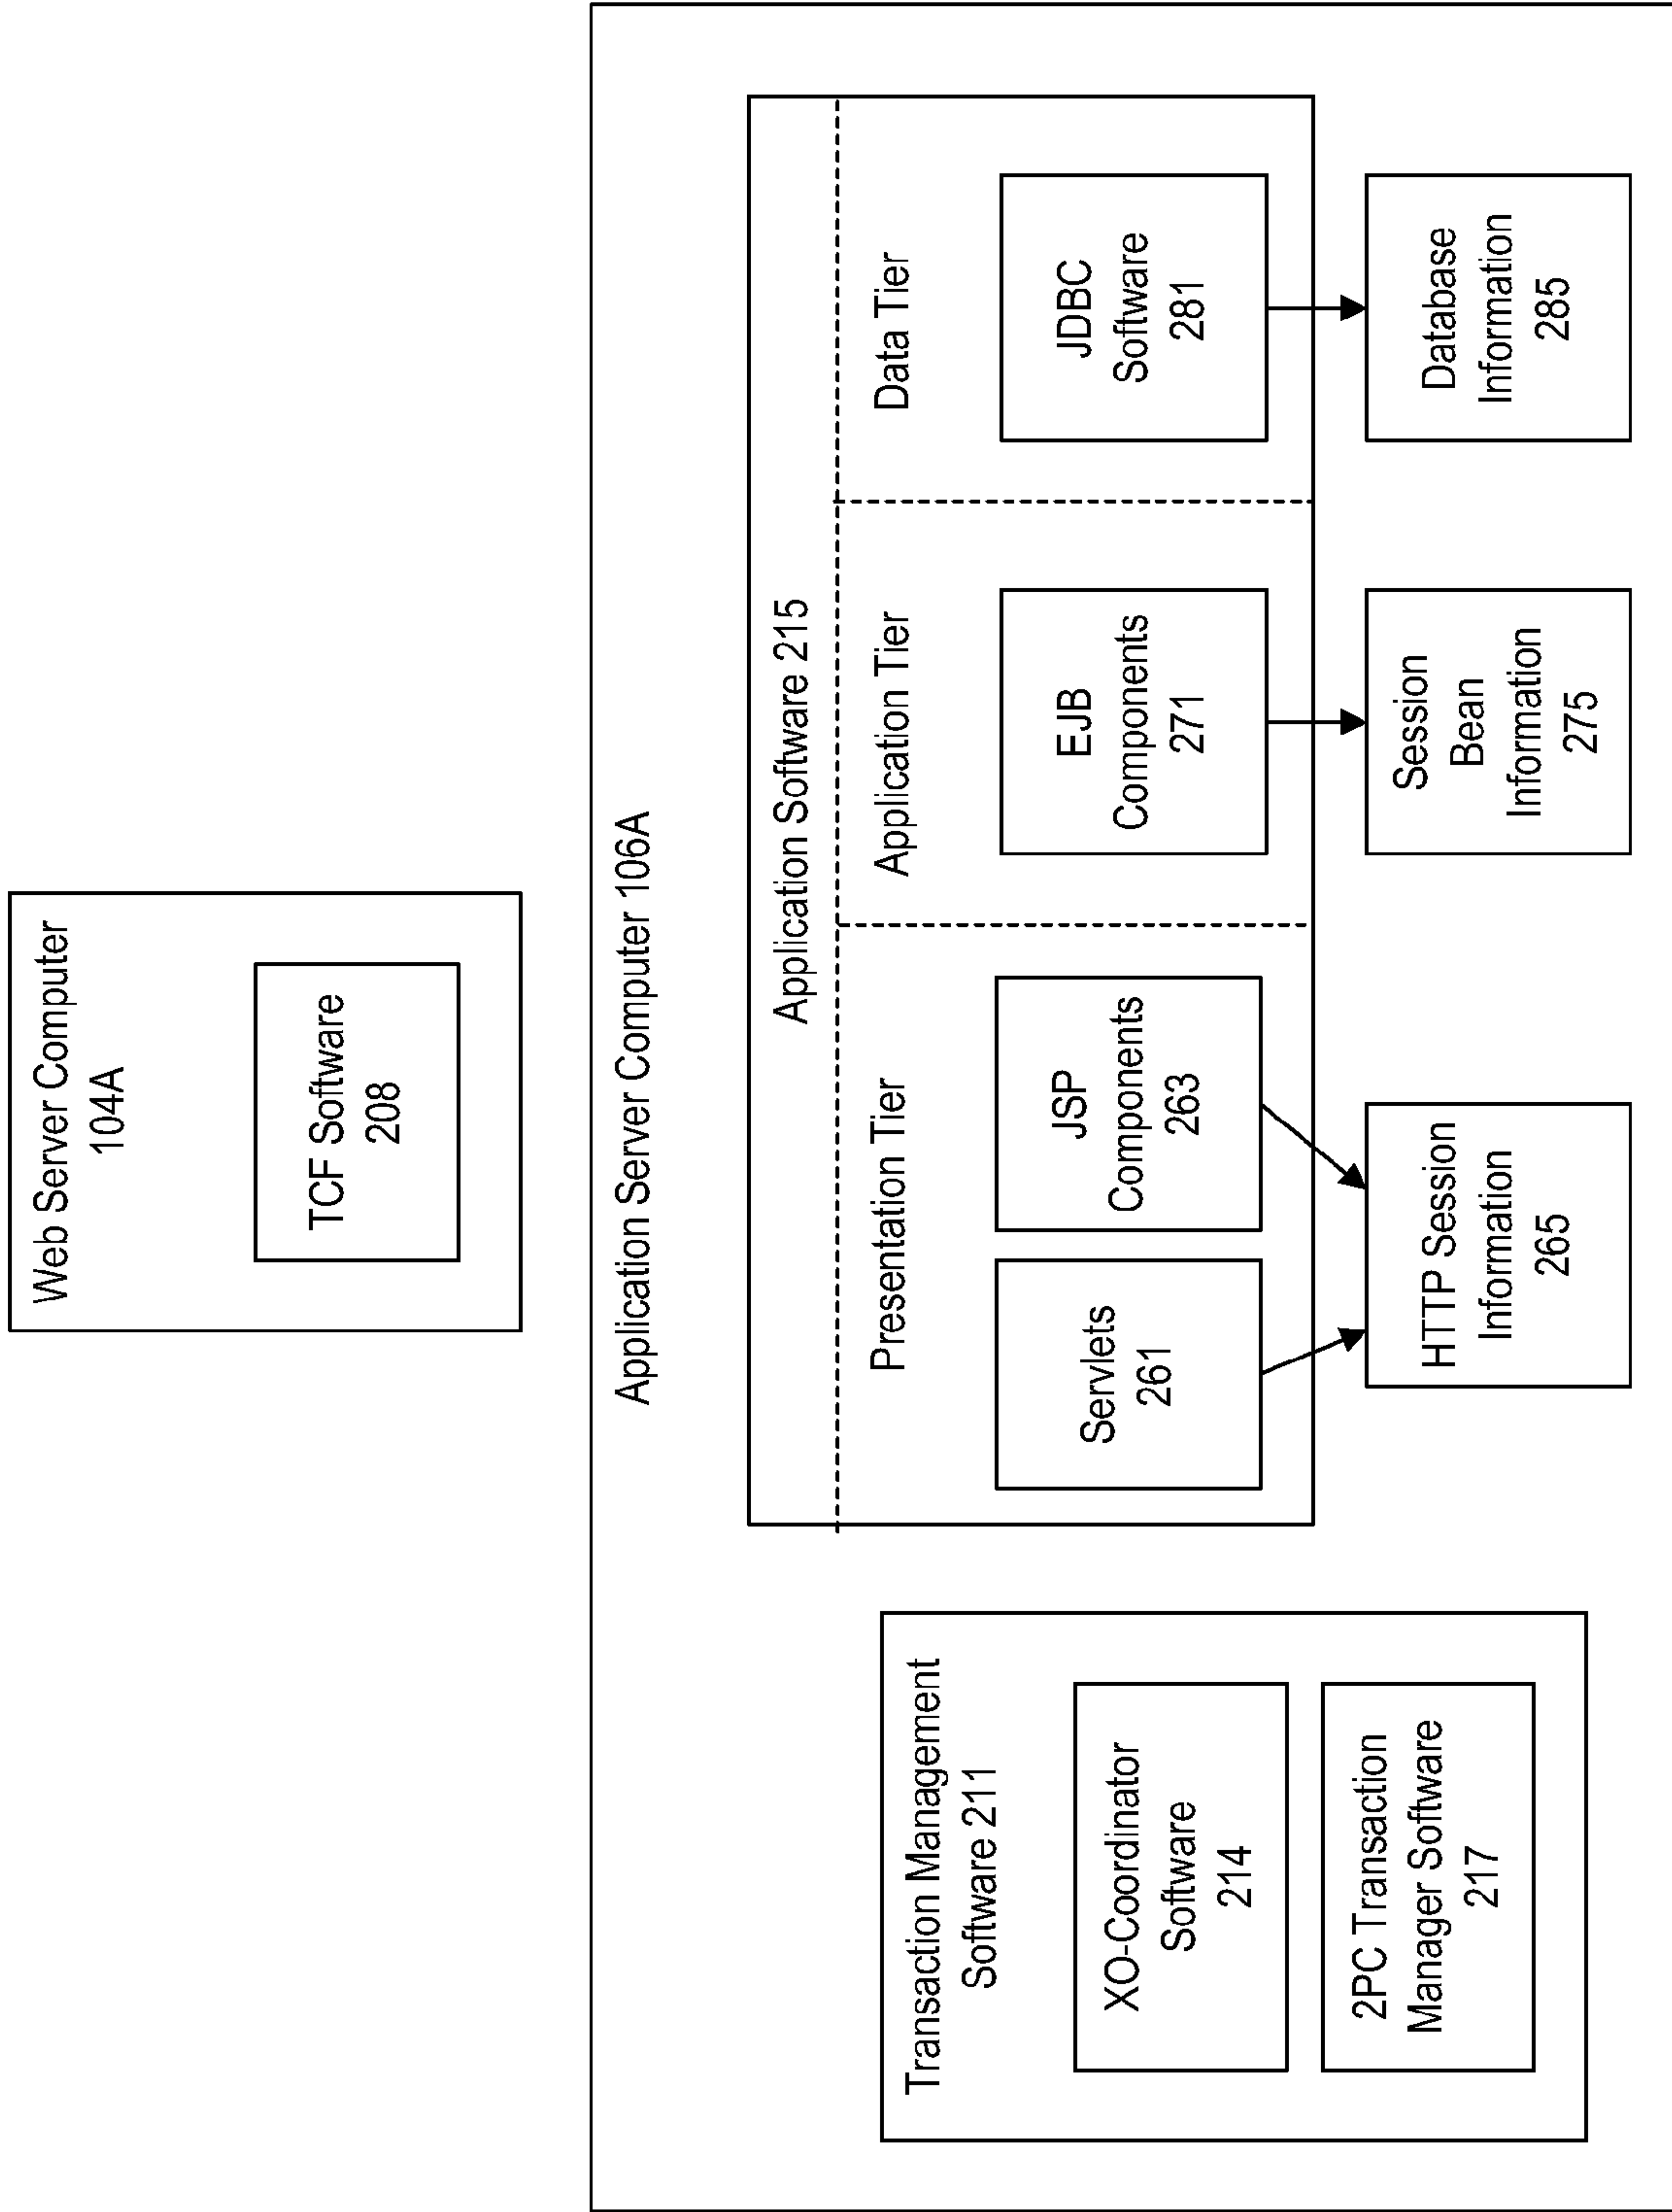 Web Server Computer
104A
TCF Software
208
Application Server Computer 106A
Transaction Management
Software 211
XO-Coordinator
Software
214
2PC Transaction
Manager Software
217
Application Software 215
Presentation Tier
Servlets
261
JSP
Components
263
HTTP Session
Information
265
Application Tier
EJB
Components
271
Session
Bean
Information
275
Data Tier
JDBC
Software
281
Database
Information
285